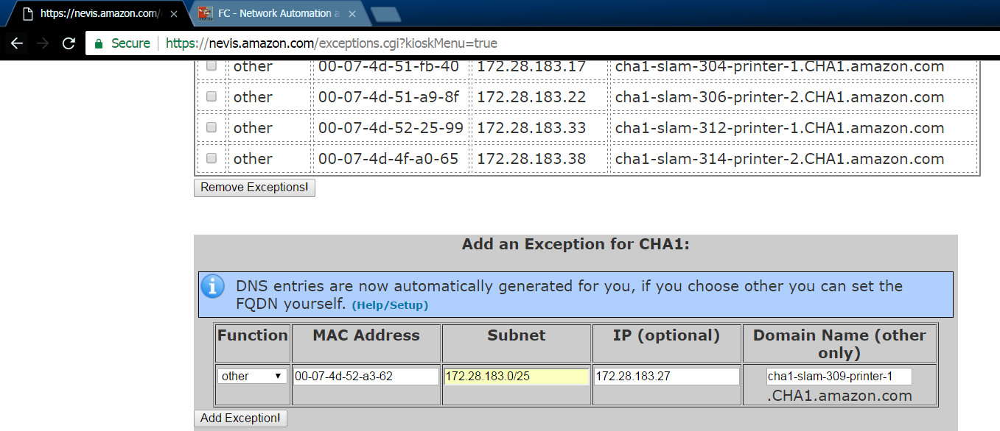 https://nevis.amazon.com/
FC - Network Automation a
Secure
https://nevis.amazon.com/exceptions.cgi?kioskMenu=true
other 00-07-4d-51-fb-40 172.28.183.17 cha1-slam-304-printer-1.CHA1.amazon.com
other 00-07-4d-51-a9-8f 172.28.183.22 cha1-slam-306-printer-2.CHA1.amazon.com
other 00-07-4d-52-25-99 172.28.183.33 cha1-slam-312-printer-1.CHA1.amazon.com
other 00-07-4d-4f-a0-65 172.28.183.38 cha1-slam-314-printer-2.CHA1.amazon.com
Remove Exceptions!
Add an Exception for CHA1:
DNS entries are now automatically generated for you, if you choose other you can set the
FQDN yourself. (Help/Setup)
Function MAC Address Subnet IP (optional) Domain Name (other
only)
other 00-07-4d-52-a3-62 172.28.183.0/25 172.28.183.27 cha1-slam-309-printer-1
.CHA1.amazon.com
Add Exception!